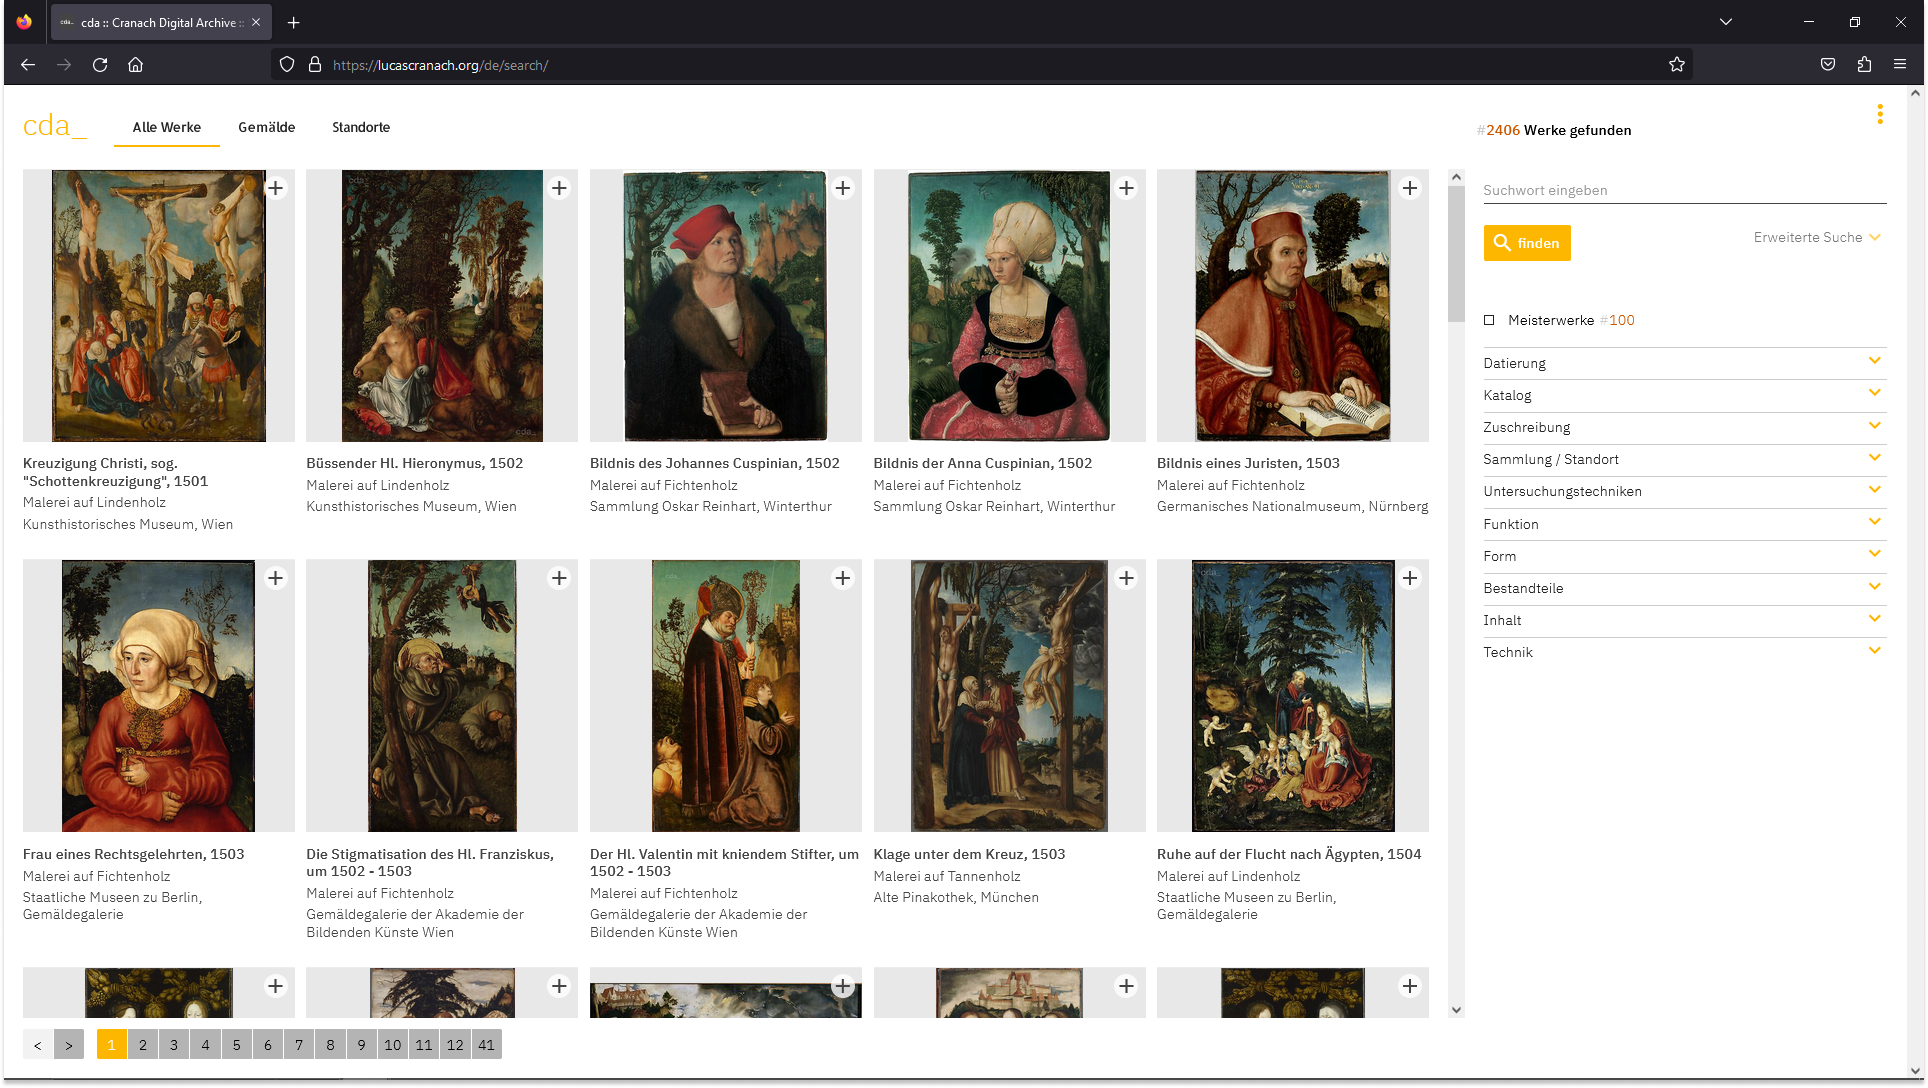 cda :: Cranach Digital Archive ::
https://lucascranach.org/de/search/
cda_
Alle Werke
Gemälde
Standorte
#2406 Werke gefunden
Suchwort eingeben
finden
Erweiterte Suche
Meisterwerke #100
Datierung
Katalog
Zuschreibung
Sammlung / Standort
Untersuchungstechniken
Funktion
Form
Bestandteile
Inhalt
Technik
Kreuzigung Christi, sog.
"Schottenkreuzigung", 1501
Malerei auf Lindenholz
Kunsthistorisches Museum, Wien
Büssender Hl. Hieronymus, 1502
Malerei auf Lindenholz
Kunsthistorisches Museum, Wien
Bildnis des Johannes Cuspinian, 1502
Malerei auf Fichtenholz
Sammlung Oskar Reinhart, Winterthur
Bildnis der Anna Cuspinian, 1502
Malerei auf Fichtenholz
Sammlung Oskar Reinhart, Winterthur
Bildnis eines Juristen, 1503
Malerei auf Fichtenholz
Germanisches Nationalmuseum, Nürnberg
Frau eines Rechtsgelehrten, 1503
Malerei auf Fichtenholz
Staatliche Museen zu Berlin,
Gemäldegalerie
Die Stigmatisation des Hl. Franziskus,
um 1502 - 1503
Malerei auf Fichtenholz
Gemäldegalerie der Akademie der
Bildenden Künste Wien
Der Hl. Valentin mit kniendem Stifter, um
1502 - 1503
Malerei auf Fichtenholz
Gemäldegalerie der Akademie der
Bildenden Künste Wien
Klage unter dem Kreuz, 1503
Malerei auf Tannenholz
Alte Pinakothek, München
Ruhe auf der Flucht nach Ägypten, 1504
Malerei auf Lindenholz
Staatliche Museen zu Berlin,
Gemäldegalerie
< > 1 2 3 4 5 6 7 8 9 10 11 12 41